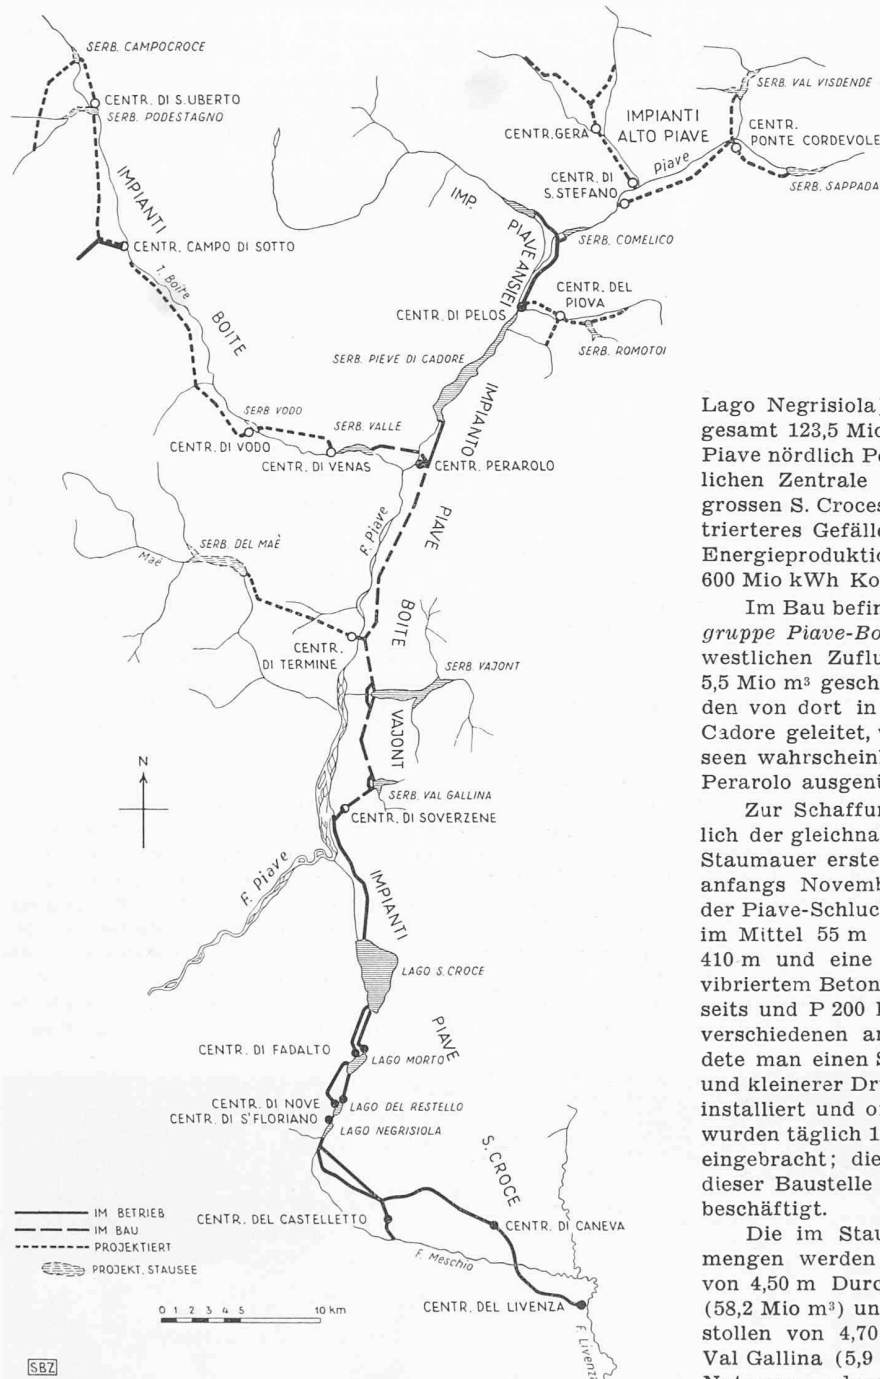 SERB. CAMPOCROCE
CENTR. DI S. UBERTO
SERB. PODESTAGNO
IMPIANTI
CENTR. CAMPO DI SOTTO
T. Boite
BOITE
SERB VODO
CENTR. DI VODO
SERB. VALLE
CENTR. DI VENAS
SERB. VAL VISDENDE
CENTR. GERA
IMPIANTI
ALTO PIAVE
CENTR.
PONTE CORDEVOLE
Piave
CENTR. DI
S. STEFANO
SERB. SAPPADA
IMP.
PIAVE ANSIEI
SERB. COMELICO
CENTR. DEL
PIOVA
CENTR. DI PELOS
SERB. ROMOTOI
SERB. PIEVE DI CADORE
IMPIANTO
CENTR. PERAROLO
PIAVE
F. Piave
SERB. DEL MAÈ
Maè
BOITE
CENTR.
DI TERMINE
SERB. VAJONT
VAJONT
N
SERB. VAL GALLINA
CENTR. DI SOVERZENE
F. Piave
IMPIANTI
LAGO S. CROCE
PIAVE
CENTR. DI FADALTO
LAGO MORTO
CENTR. DI NOVE
LAGO DEL RESTELLO
CENTR. DI S'FLORIANO
LAGO NEGRISIOLA
S. CROCE
CENTR. DEL CASTELLETTO
CENTR. DI CANEVA
F. Meschio
CENTR. DEL LIVENZA
F. Livenza
IM BETRIEB
IM BAU
PROJEKTIERT
PROJEKT. STAUSEE
0 1 2 3 4 5 10 km
SBZ
Lago Negrisiola
gesamt 123,5 Mio
Piave nördlich Pe
lichen Zentrale
grossen S. Croces
trierteres Gefälle
Energieproduktio
600 Mio kWh Ko
Im Bau befin
gruppe Piave-Bo
westlichen Zuflu
5,5 Mio m³ gesch
den von dort in
Cadore geleitet, v
seen wahrschein
Perarolo ausgeni
Zur Schaffun
lich der gleichna
Staumauer erste
anfangs Novemb
der Piave-Schluc
im Mittel 55 m
410 m und eine
vibriertem Beton
seits und P 200 
verschiedenen an
dete man einen S
und kleinerer Dr
installiert und o
wurden täglich 1
eingebracht; die
dieser Baustelle
beschäftigt.
Die im Stau
mengen werden
von 4,50 m Durc
(58,2 Mio m³) un
stollen von 4,70
Val Gallina (5,9